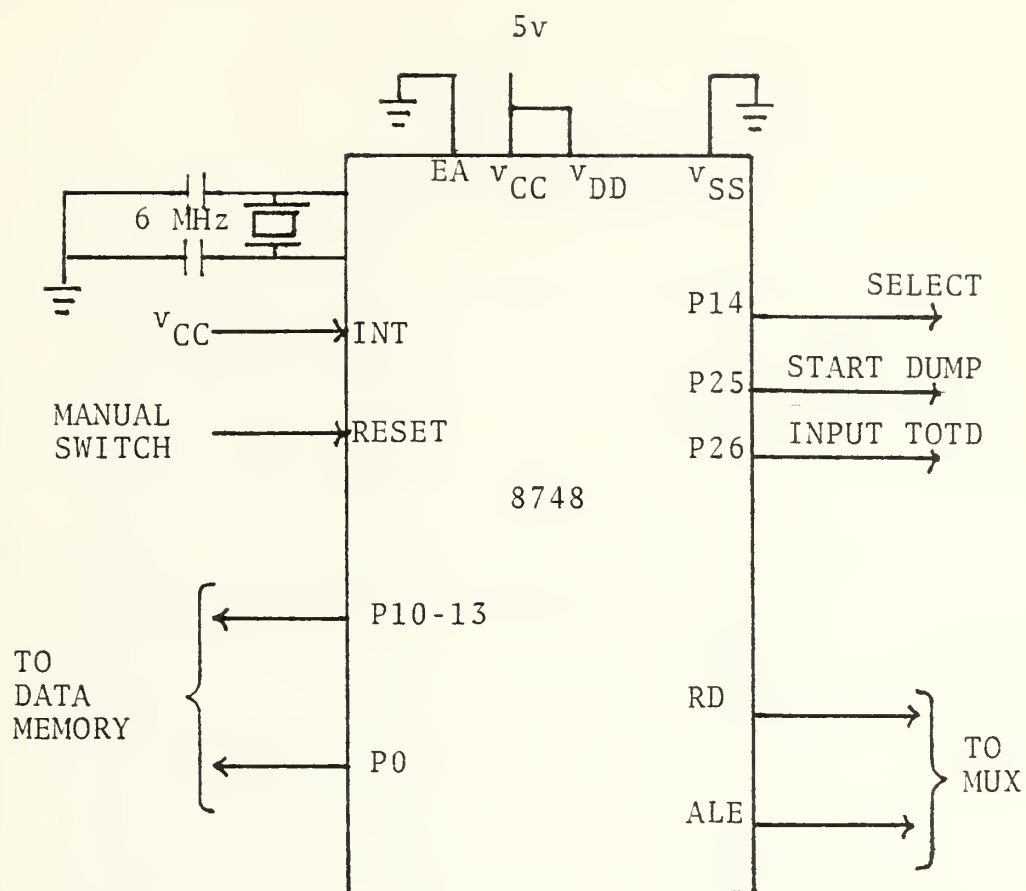 5v
EA vCC vDD vSS
6 MHz
P14 SELECT
vCC INT
P25 START DUMP
MANUAL
SWITCH
RESET
P26 INPUT TOTD
8748
P10-13
TO
DATA
MEMORY
P0
RD
ALE
TO
MUX